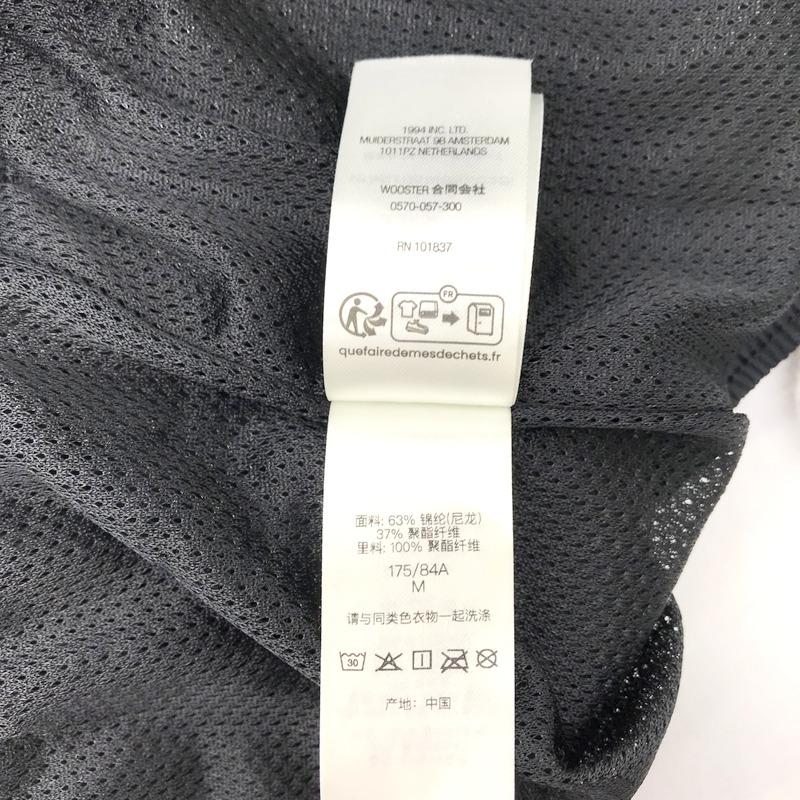 1994 INC. LTD.
MUIDERSTRAAT 9B AMSTERDAM
1011PZ NETHERLANDS
WOOSTER 合同会社
0570-057-300
RN 101837
FR
quefairedemesdechets.fr
面料: 63% 锦纶(尼龙)
37% 聚酯纤维
里料: 100% 聚酯纤维
175/84A
M
请与同类色衣物一起洗涤
30
产地: 中国